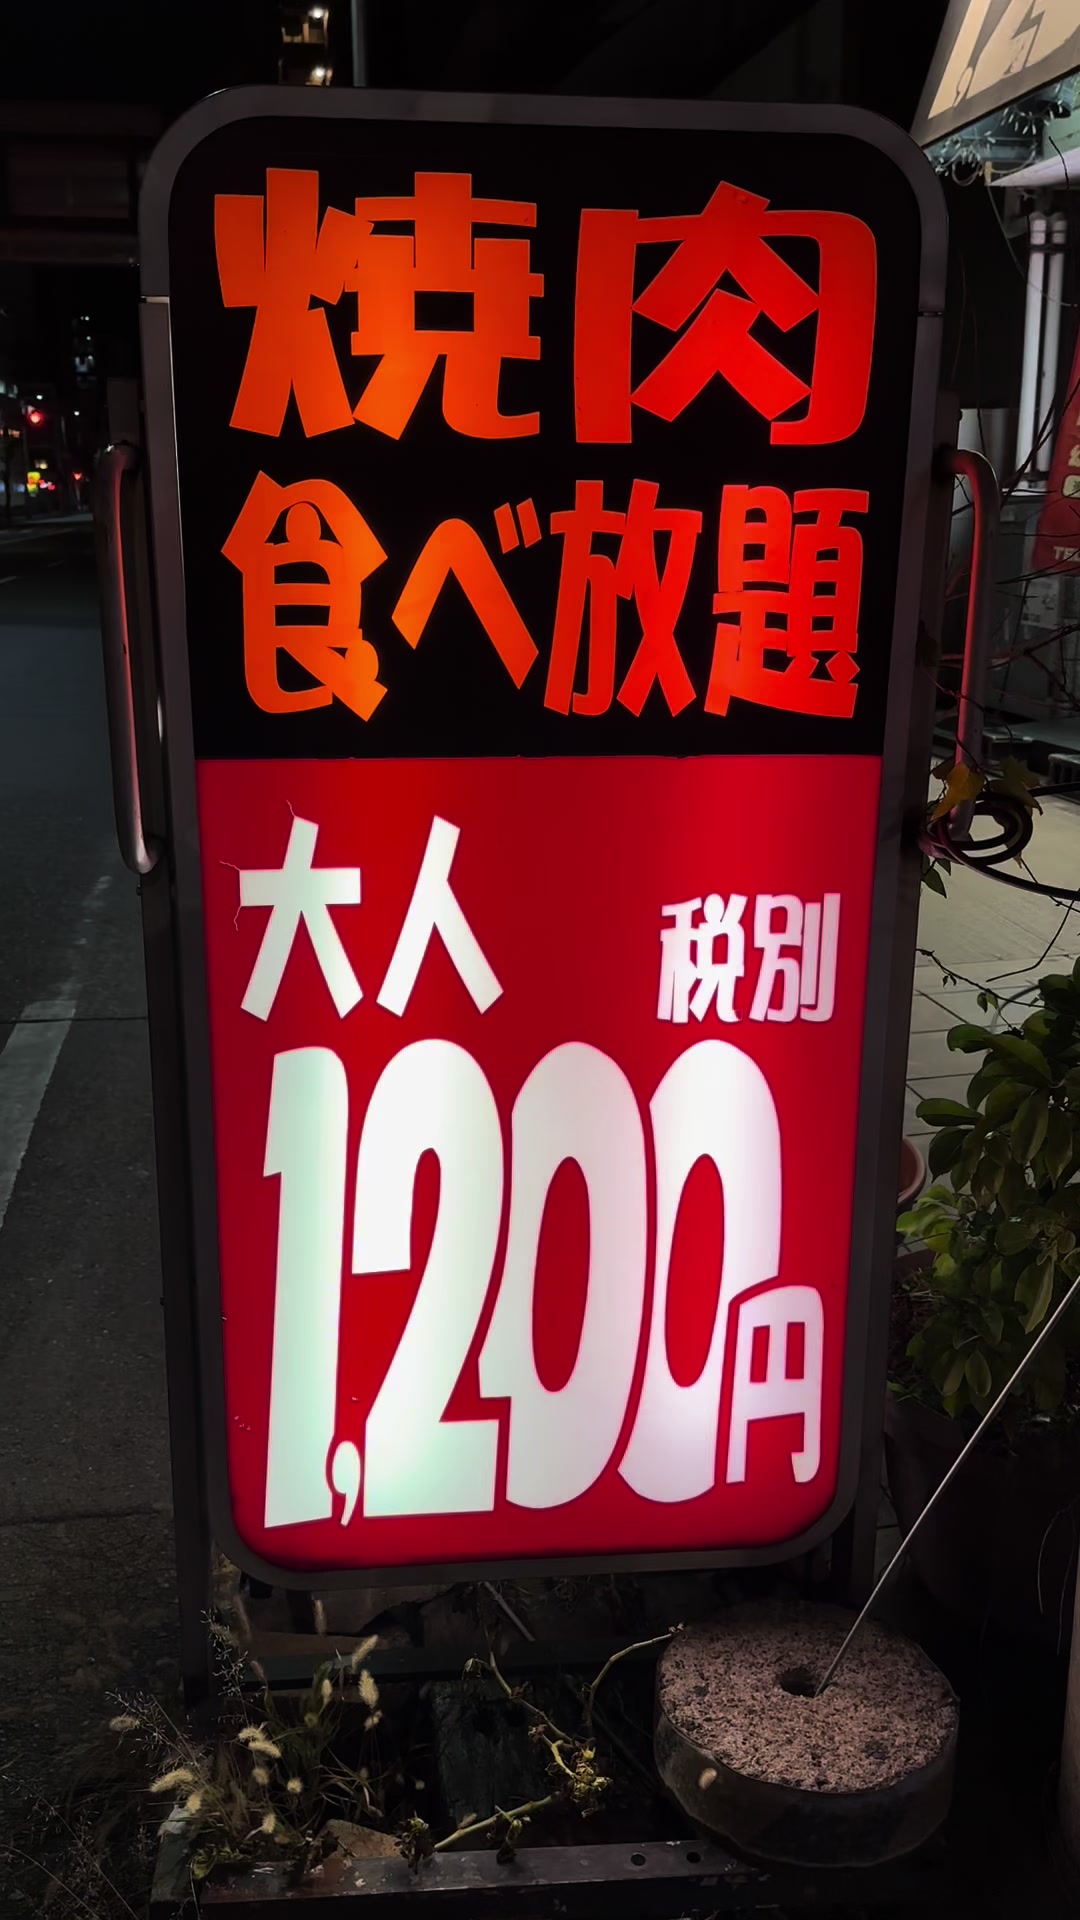 焼肉
食べ放題
大人 税別
1,200円